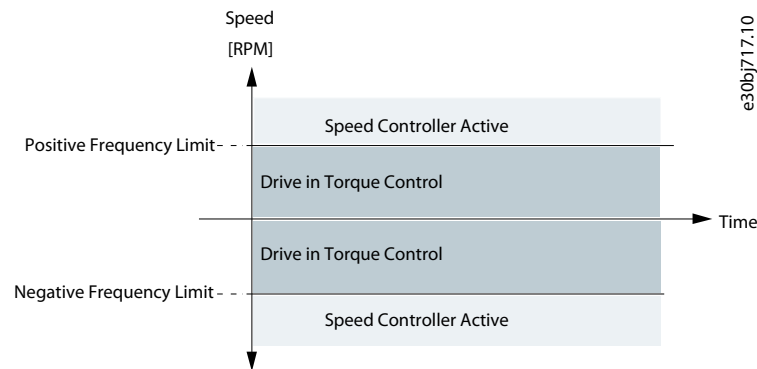 Speed
[RPM]
e30bj717.10
Speed Controller Active
Positive Frequency Limit
Drive in Torque Control
Time
Drive in Torque Control
Negative Frequency Limit
Speed Controller Active